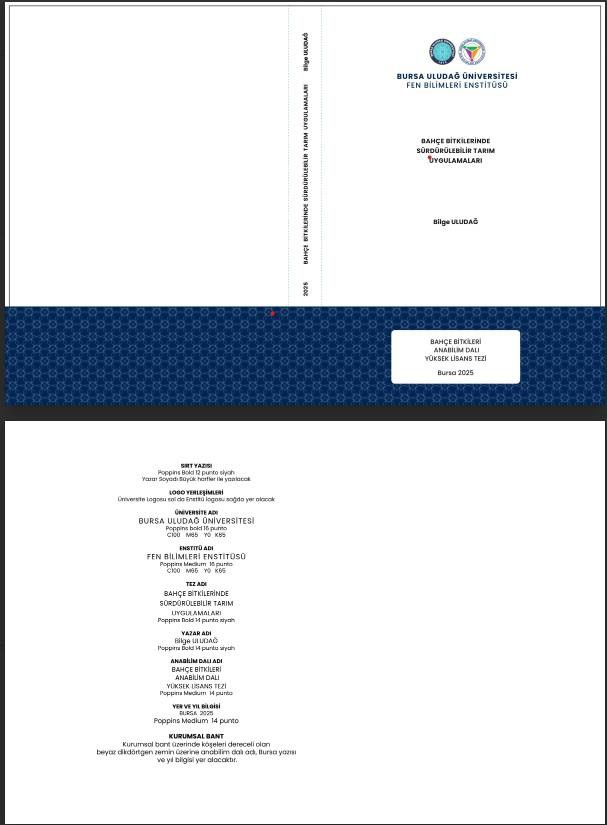 Bilge ULUDAĞ
BAHÇE BİTKİLERİNDE SÜRDÜRÜLEBİLİR TARIM UYGULAMALARI
2025
BURSA ULUDAĞ ÜNİVERSİTESİ
FEN BİLİMLERİ ENSTİTÜSÜ
BAHÇE BİTKİLERİNDE
SÜRDÜRÜLEBİLİR TARIM
UYGULAMALARI
Bilge ULUDAĞ
BAHÇE BİTKİLERİ
ANABİLİM DALI
YÜKSEK LİSANS TEZİ
Bursa 2025
SIRT YAZISI
Poppins Bold 12 punto siyah
Yazar Soyadı Büyük harfler ile yazılacak
LOGO YERLEŞİMLERİ
Üniversite Logosu sol da Enstitü logosu sağda yer alacak
ÜNİVERSİTE ADI
BURSA ULUDAĞ ÜNİVERSİTESİ
Poppins bold 16 punto
C100 M65 Y0 K65
ENSTİTÜ ADI
FEN BİLİMLERİ ENSTİTÜSÜ
Poppins Medium 16 punto
C100 M65 Y0 K65
TEZ ADI
BAHÇE BİTKİLERİNDE
SÜRDÜRÜLEBİLİR TARIM
UYGULAMALARI
Poppins Bold 14 punto siyah
YAZAR ADI
Bilge ULUDAĞ
Poppins Bold 14 punto siyah
ANABİLİM DALI ADI
BAHÇE BİTKİLERİ
ANABİLİM DALI
YÜKSEK LİSANS TEZİ
Poppins Medium 14 punto
YER VE YIL BİLGİSİ
BURSA 2025
Poppins Medium 14 punto
KURUMSAL BANT
Kurumsal bant üzerinde köşeleri dereceli olan
beyaz dikdörtgen zemin üzerine anabilim dalı adı, Bursa yazısı
ve yıl bilgisi yer alacaktır.